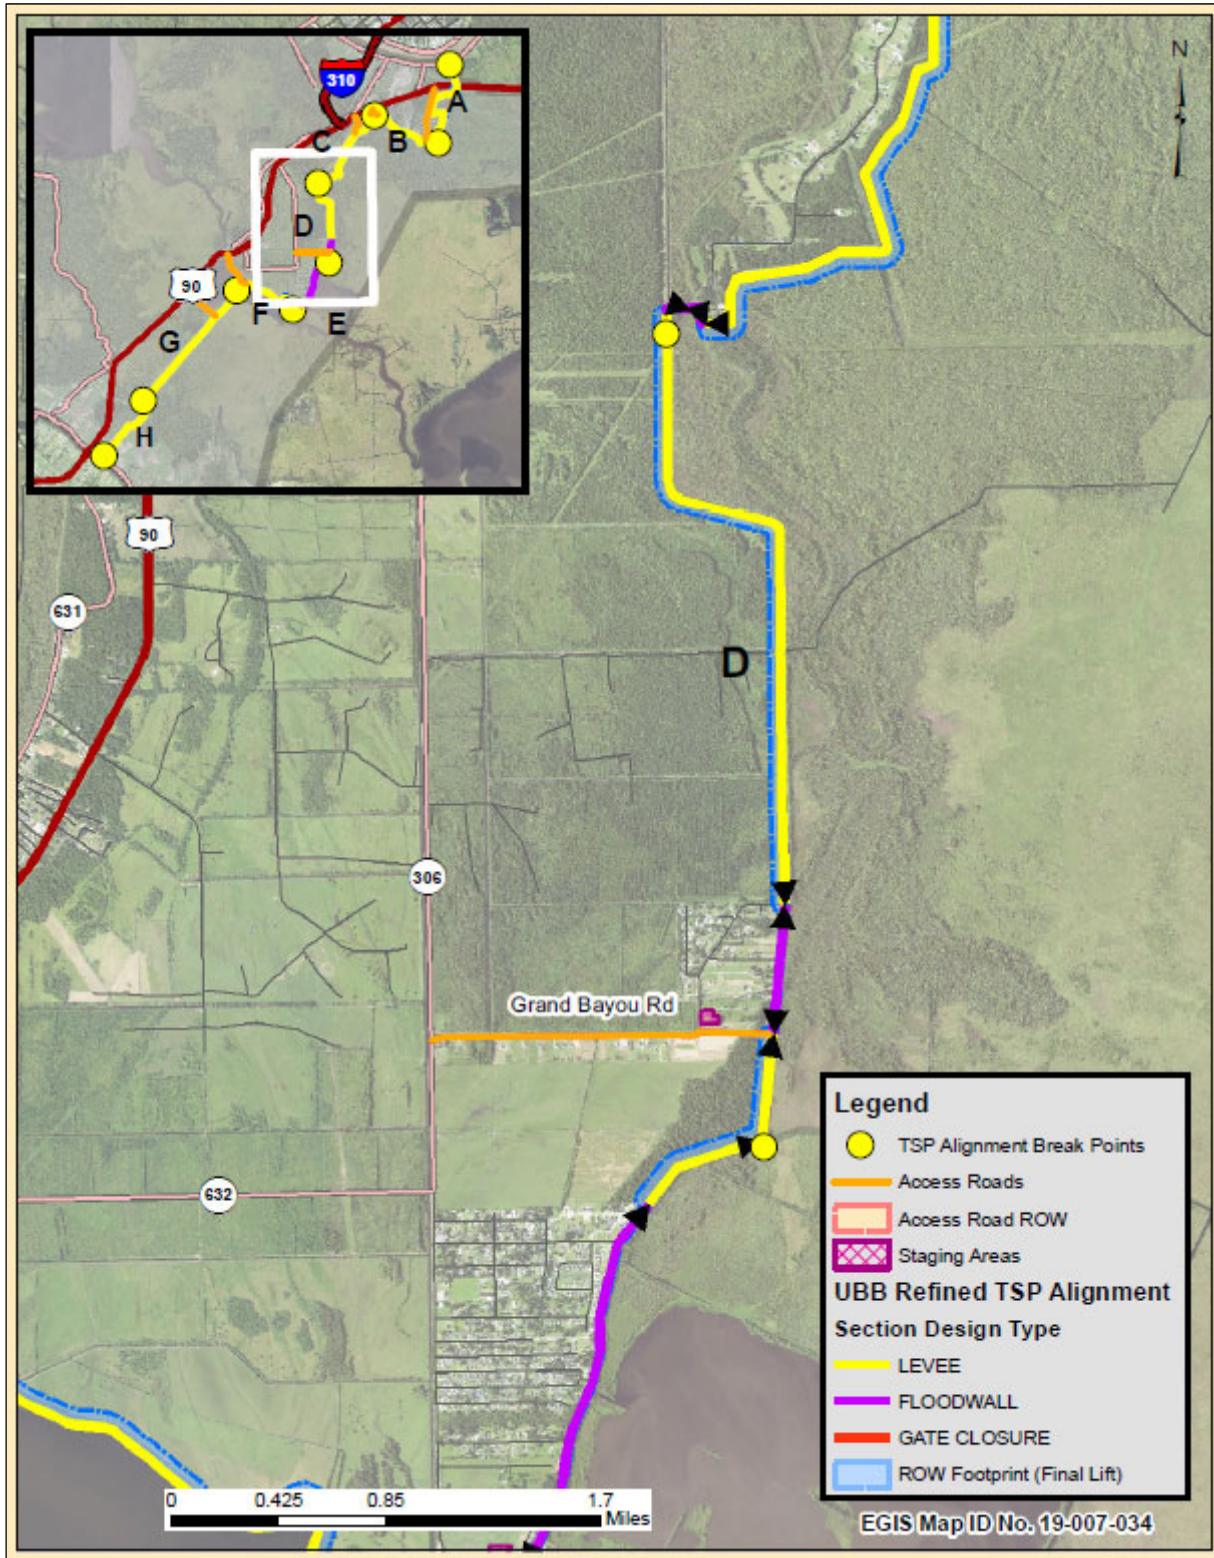 N
310
A
C
B
D
90
F
E
G
H
90
631
D
306
Grand Bayou Rd
632
Legend
TSP Alignment Break Points
Access Roads
Access Road ROW
Staging Areas
UBB Refined TSP Alignment
Section Design Type
LEVEE
FLOODWALL
GATE CLOSURE
ROW Footprint (Final Lift)
0 0.425 0.85 1.7
Miles
EGIS Map ID No. 19-007-034